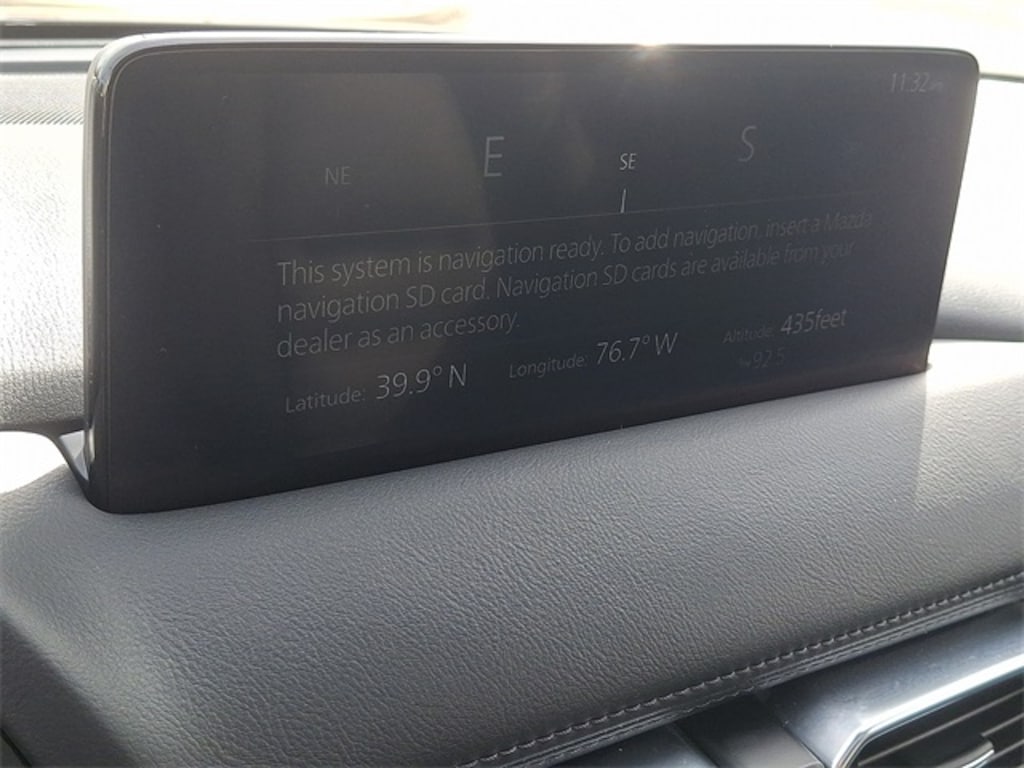 11:32
NE E SE S
This system is navigation ready. To add navigation, insert a Mazda
navigation SD card. Navigation SD cards are available from your
dealer as an accessory.
Latitude: 39.9° N Longitude: 76.7° W Altitude: 435feet